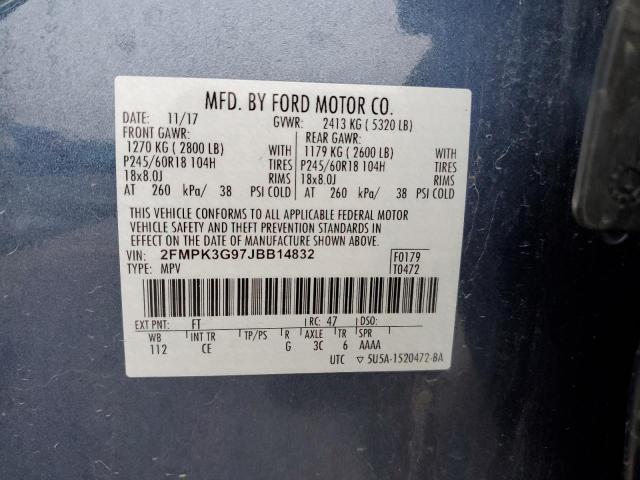 MFD. BY FORD MOTOR CO.
DATE: 11/17 GVWR: 2413 KG ( 5320 LB)
FRONT GAWR: REAR GAWR:
1270 KG ( 2800 LB) WITH 1179 KG ( 2600 LB) WITH
P245/60R18 104H TIRES P245/60R18 104H TIRES
18x8.0J RIMS 18x8.0J RIMS
AT 260 kPa/ 38 PSI COLD AT 260 kPa/ 38 PSI COLD
THIS VEHICLE CONFORMS TO ALL APPLICABLE FEDERAL MOTOR
VEHICLE SAFETY AND THEFT PREVENTION STANDARDS IN
EFFECT ON THE DATE OF MANUFACTURE SHOWN ABOVE.
VIN: 2FMPK3G97JBB14832 F0179
TYPE: MPV T0472
EXT PNT: FT RC: 47 DSO:
WB INT TR TP/PS R AXLE TR SPR
112 CE G 3C 6 AAAA
UTC ▽ 5U5A-1520472-BA